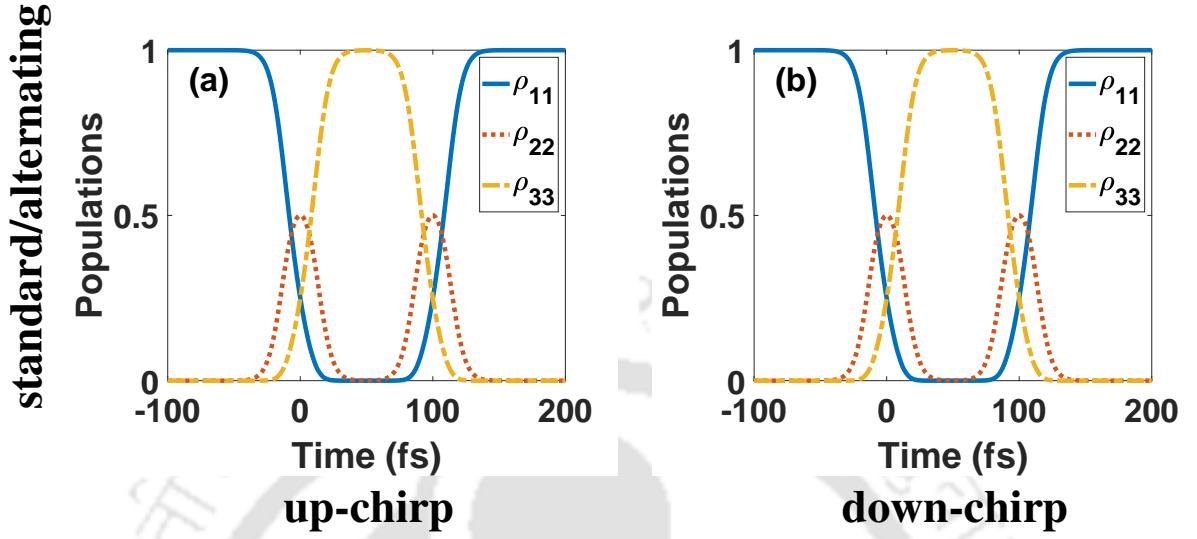 standard/alternating
(a)
ρ11
ρ22
ρ33
Populations
1
0.5
0
-100 0 100 200
Time (fs)
up-chirp
(b)
ρ11
ρ22
ρ33
Populations
1
0.5
0
-100 0 100 200
Time (fs)
down-chirp